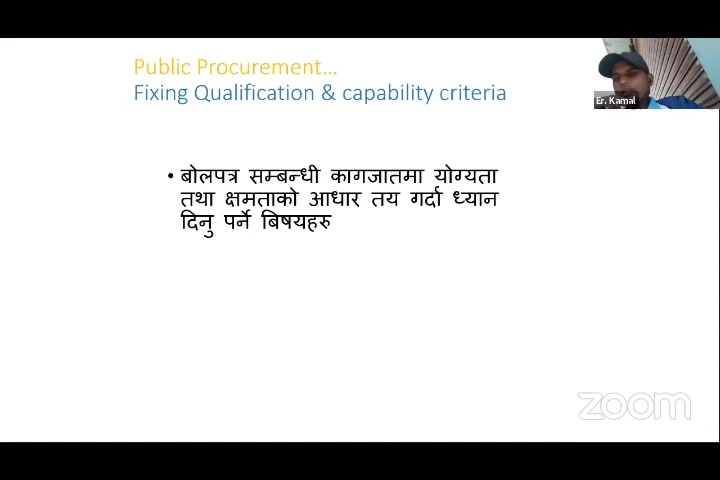 Public Procurement...
Fixing Qualification & capability criteria
Er. Kamal
• बोलपत्र सम्बन्धी कागजातमा योग्यता
तथा क्षमताको आधार तय गर्दा ध्यान
दिनु पर्ने बिषयहरु
zoom